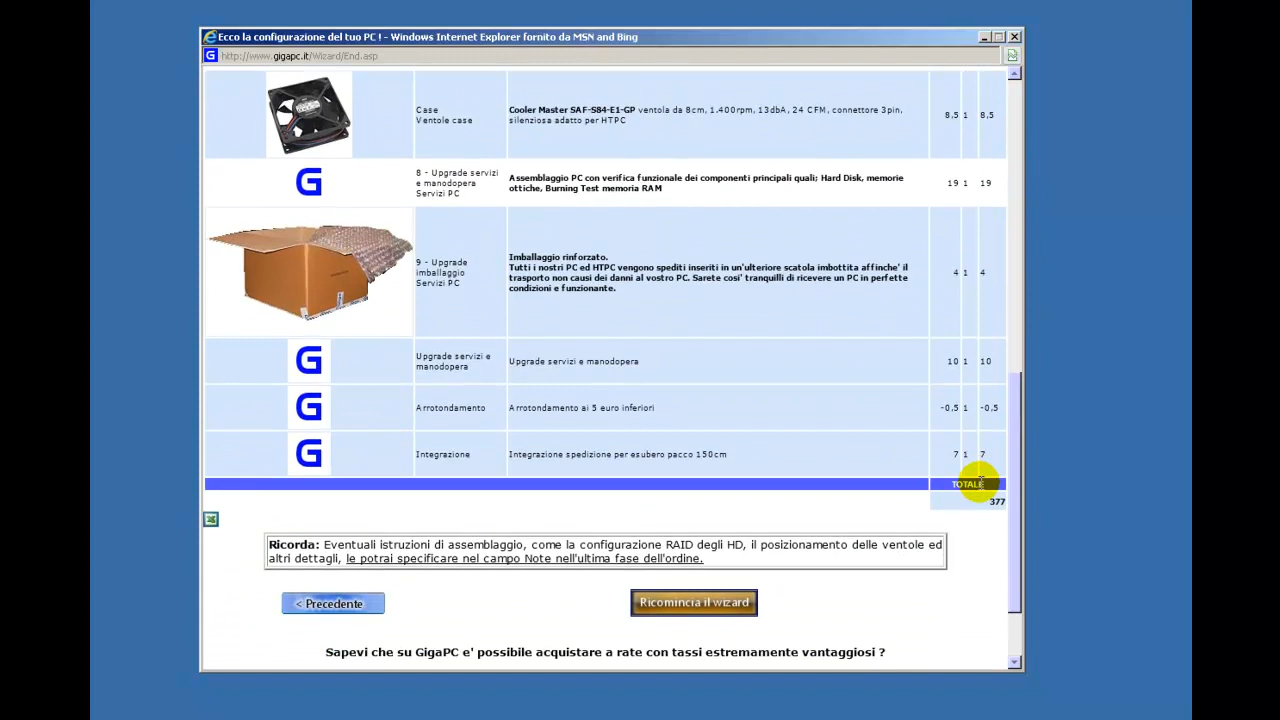 Ecco la configurazione del tuo PC ! - Windows Internet Explorer fornito da MSN and Bing
G http://www.gigapc.it/Wizard/End.asp
Case
Ventole case
Cooler Master SAF-S84-E1-GP ventola da 8cm, 1.400rpm, 13dbA, 24 CFM, connettore 3pin,
silenziosa adatto per HTPC
8,5 1 8,5
G
8 - Upgrade servizi
e manodopera
Servizi PC
Assemblaggio PC con verifica funzionale dei componenti principali quali; Hard Disk, memorie
ottiche, Burning Test memoria RAM
19 1 19
9 - Upgrade
imballaggio
Servizi PC
Imballaggio rinforzato.
Tutti i nostri PC ed HTPC vengono spediti inseriti in un'ulteriore scatola imbottita affinche' il
trasporto non causi dei danni al vostro PC. Sarete cosi' tranquilli di ricevere un PC in perfette
condizioni e funzionante.
4 1 4
G
Upgrade servizi e
manodopera
Upgrade servizi e manodopera
10 1 10
G
Arrotondamento
Arrotondamento ai 5 euro inferiori
-0,5 1 -0,5
G
Integrazione
Integrazione spedizione per esubero pacco 150cm
7 1 7
TOTALE
377
Ricorda: Eventuali istruzioni di assemblaggio, come la configurazione RAID degli HD, il posizionamento delle ventole ed
altri dettagli, le potrai specificare nel campo Note nell'ultima fase dell'ordine.
< Precedente
Ricomincia il wizard
Sapevi che su GigaPC e' possibile acquistare a rate con tassi estremamente vantaggiosi ?